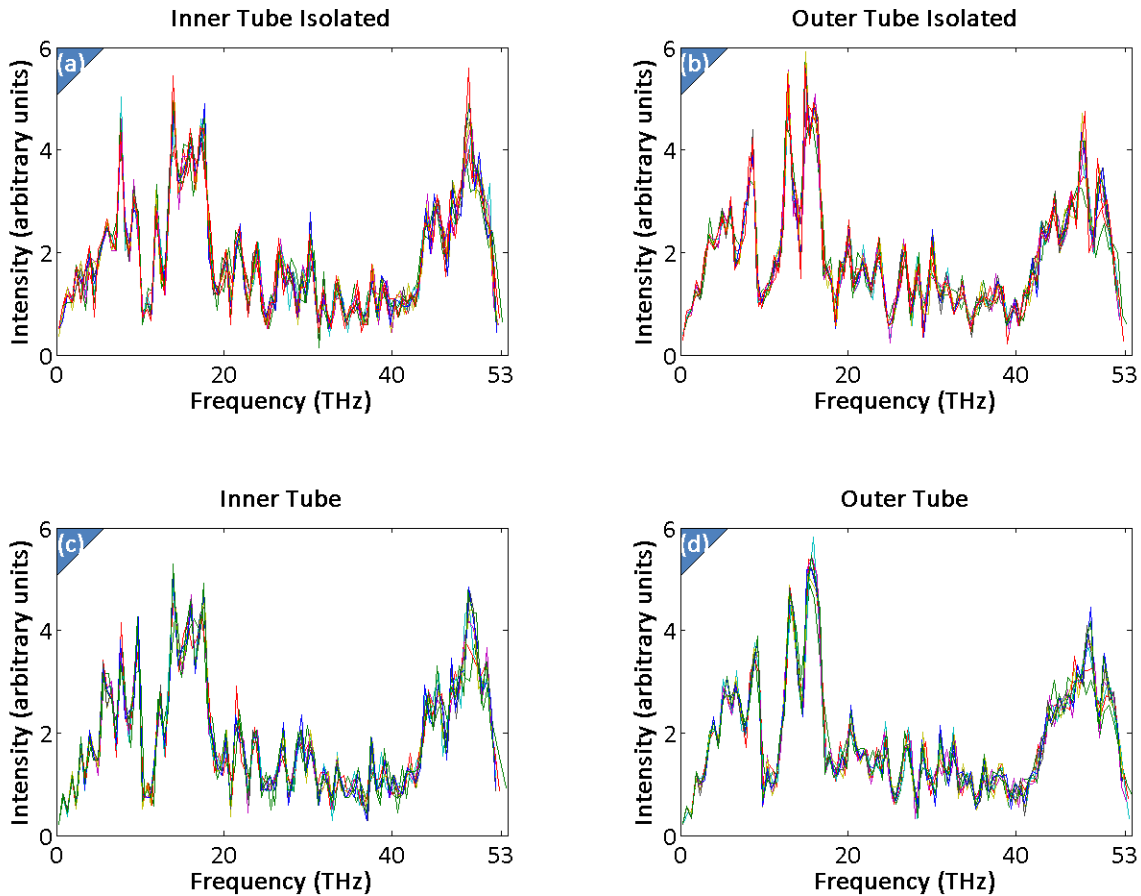 Inner Tube Isolated
(a)
Intensity (arbitrary units)
6
4
2
0
0 20 40 53
Frequency (THz)
Outer Tube Isolated
(b)
Intensity (arbitrary units)
6
4
2
0
0 20 40 53
Frequency (THz)
Inner Tube
(c)
Intensity (arbitrary units)
6
4
2
0
0 20 40 53
Frequency (THz)
Outer Tube
(d)
Intensity (arbitrary units)
6
4
2
0
0 20 40 53
Frequency (THz)